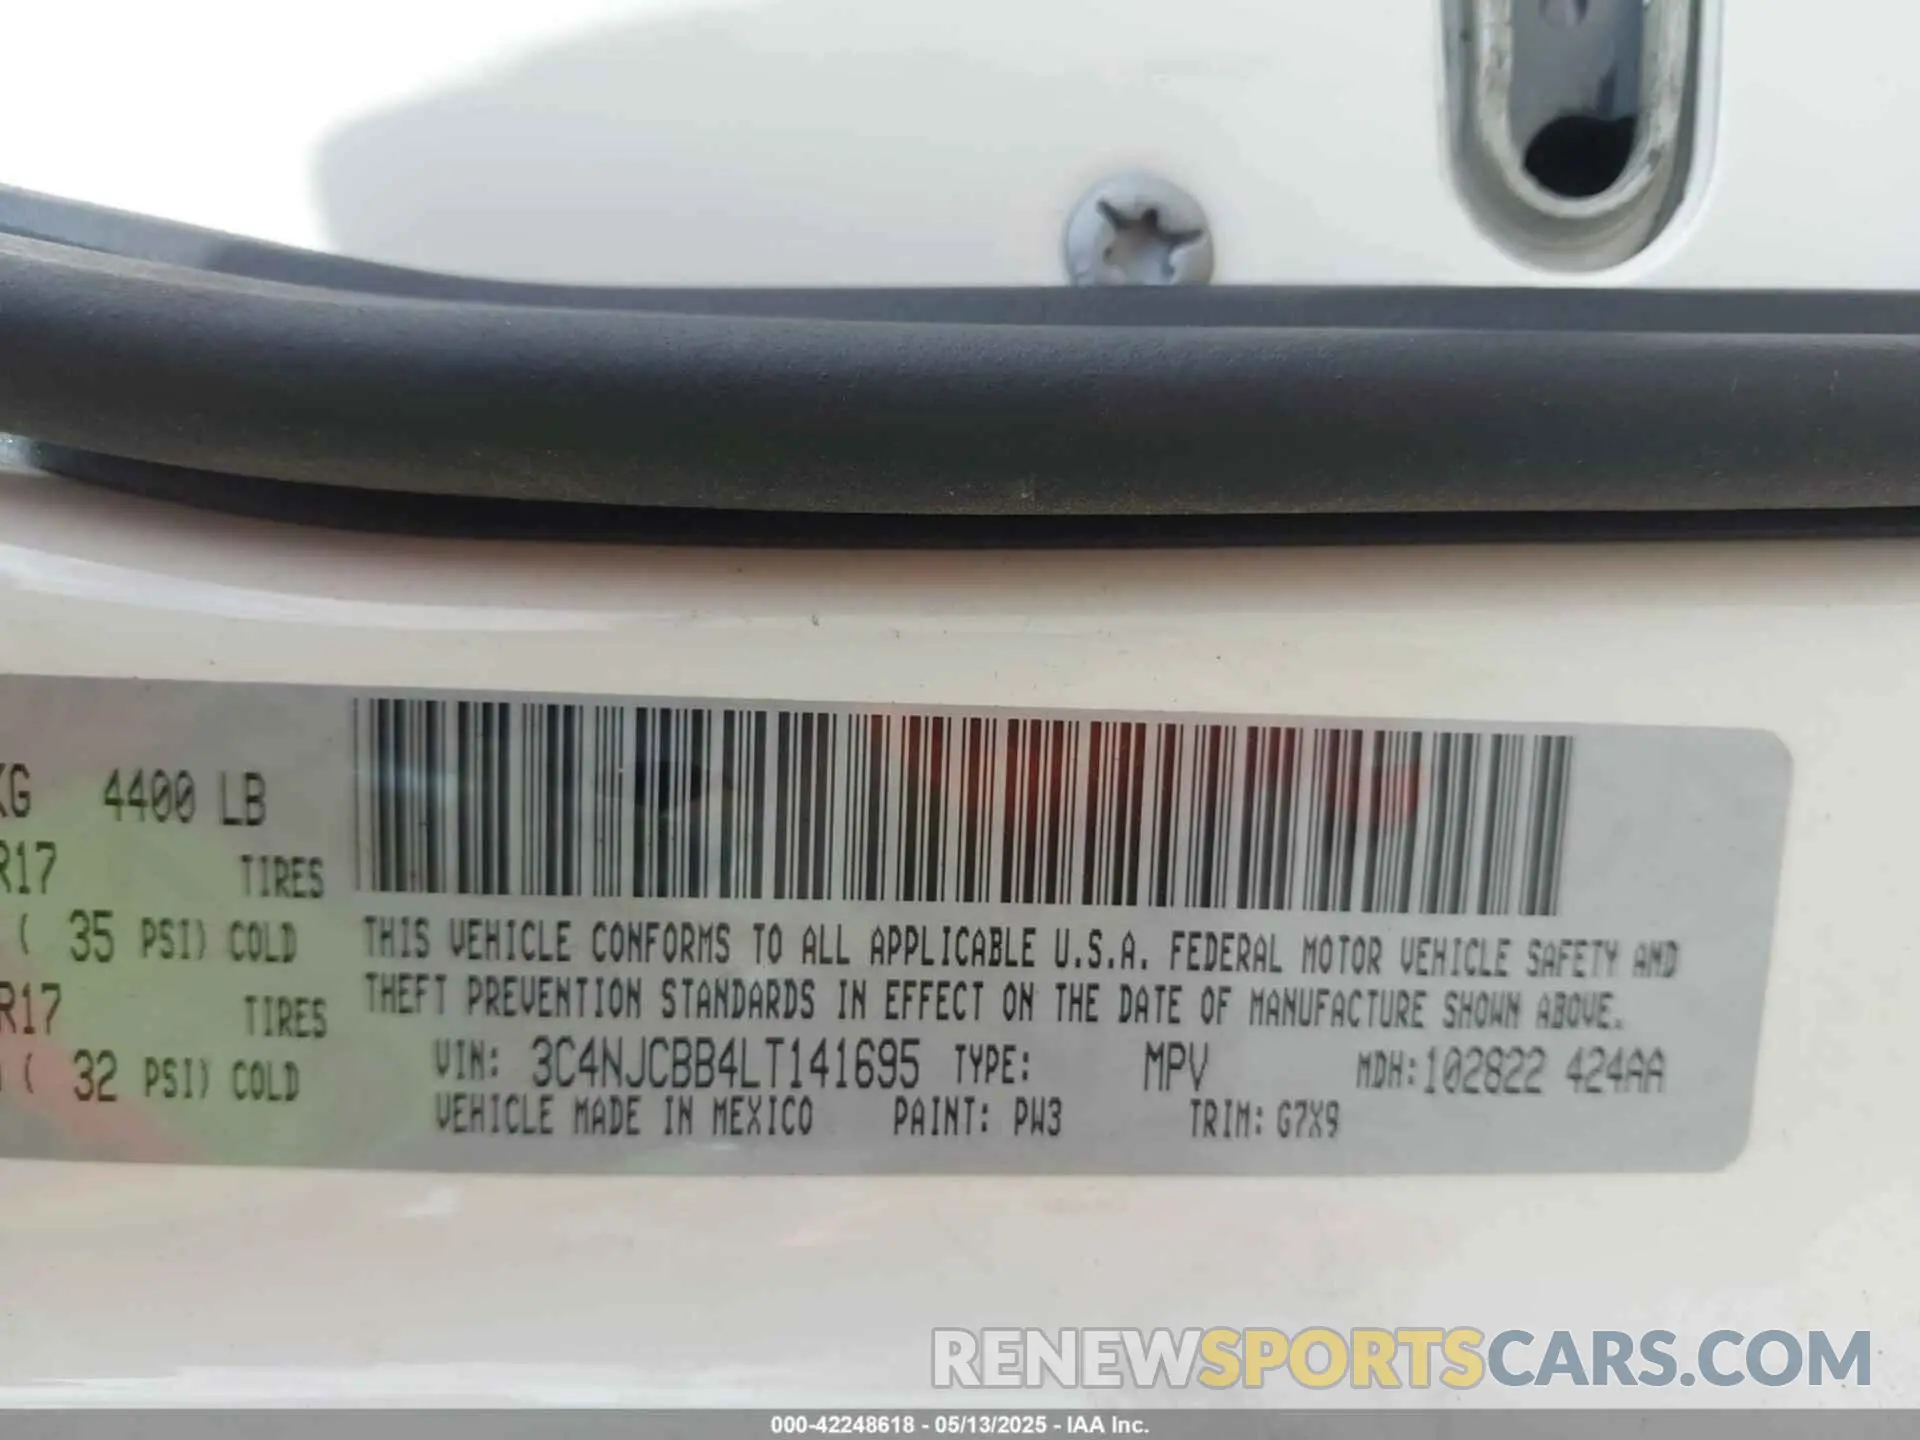 KG 4400 LB
R17 TIRES
( 35 PSI) COLD
R17 TIRES
( 32 PSI) COLD
THIS VEHICLE CONFORMS TO ALL APPLICABLE U.S.A. FEDERAL MOTOR VEHICLE SAFETY AND
THEFT PREVENTION STANDARDS IN EFFECT ON THE DATE OF MANUFACTURE SHOWN ABOVE.
VIN: 3C4NJCBB4LT141695 TYPE: MPV MDH:102822 424AA
VEHICLE MADE IN MEXICO PAINT: PW3 TRIM: G7X9
RENEWSPORTSCARS.COM
000-42248618 - 05/13/2025 - IAA Inc.